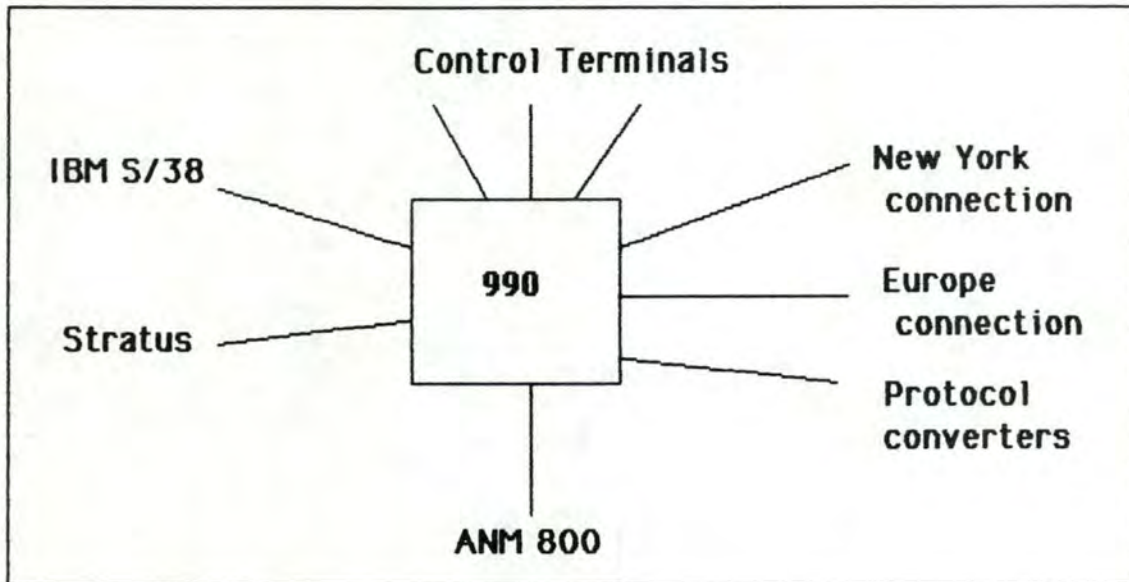 Control Terminals
IBM S/38
New York
connection
990
Europe
connection
Stratus
Protocol
converters
ANM 800